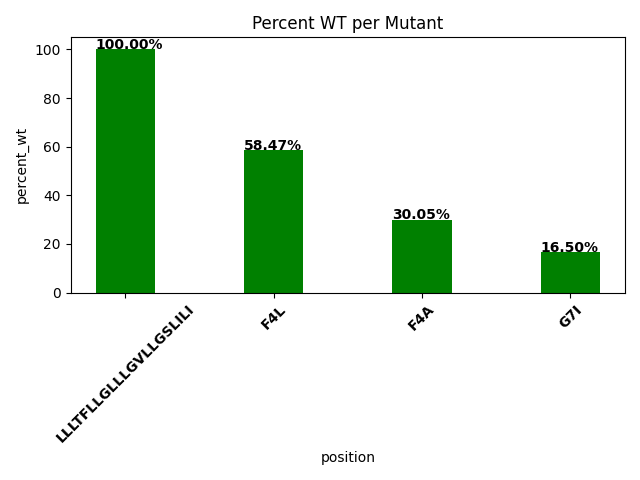 Percent WT per Mutant
percent_wt
100
80
60
40
20
0
100.00%
58.47%
30.05%
16.50%
LLLTFLLGLLLGVLLGSLILI
F4L
F4A
G7I
position